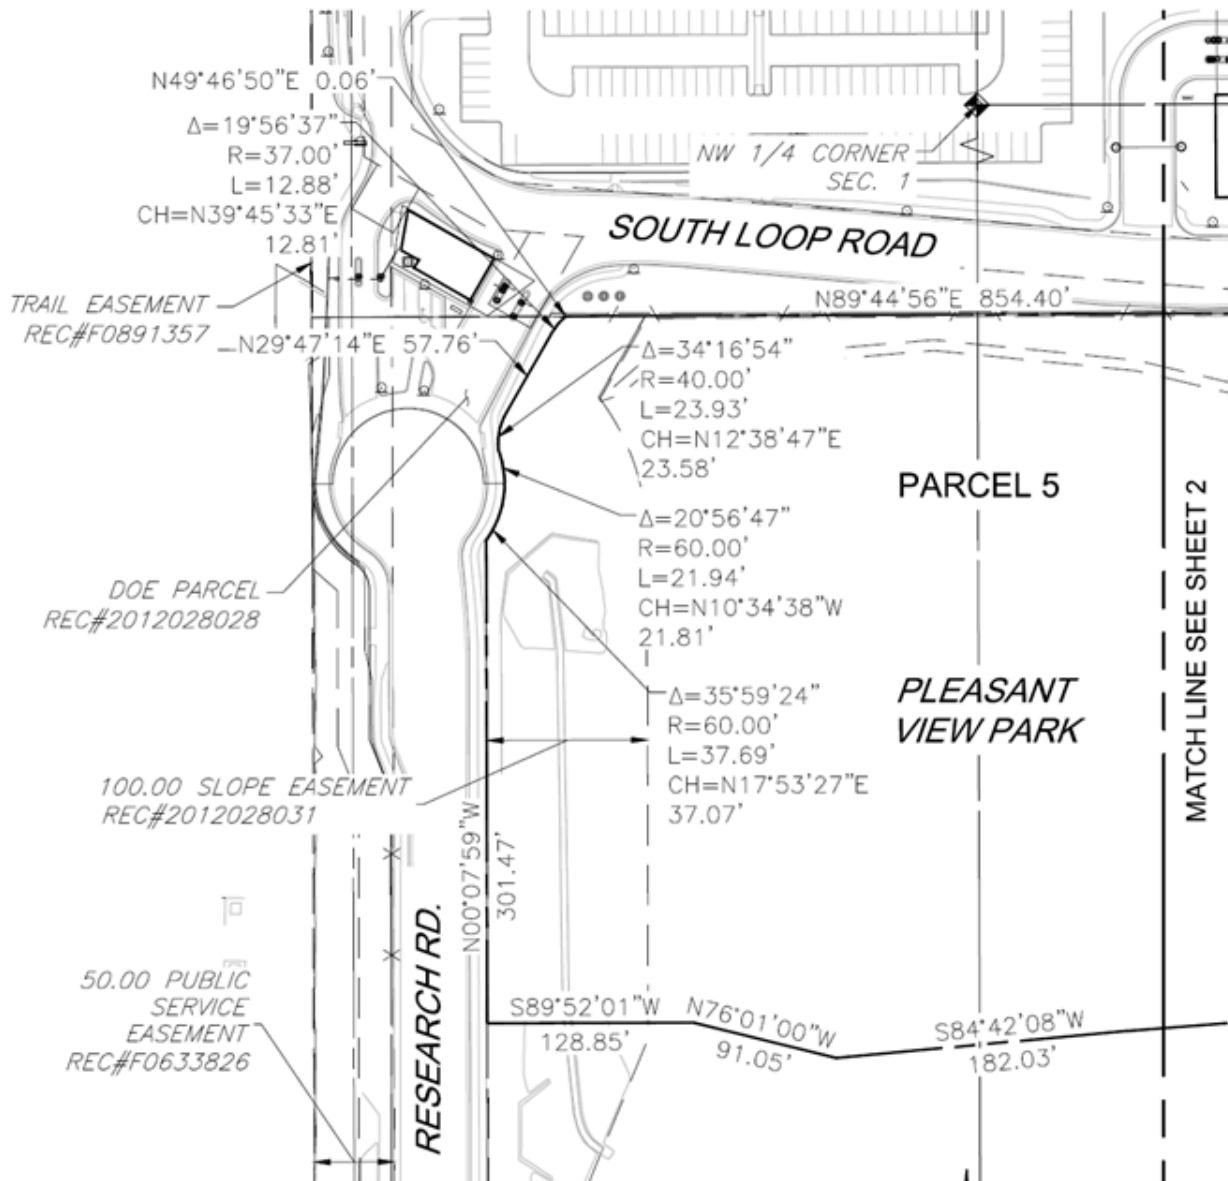 N49°46'50"E 0.06'
Δ=19°56'37"
R=37.00'
L=12.88'
CH=N39°45'33"E
12.81'
NW 1/4 CORNER
SEC. 1
SOUTH LOOP ROAD
TRAIL EASEMENT
REC#F0891357
N89°44'56"E 854.40'
N29°47'14"E 57.76'
Δ=34°16'54"
R=40.00'
L=23.93'
CH=N12°38'47"E
23.58'
PARCEL 5
Δ=20°56'47"
R=60.00'
L=21.94'
CH=N10°34'38"W
21.81'
DOE PARCEL
REC#2012028028
MATCH LINE SEE SHEET 2
PLEASANT
VIEW PARK
Δ=35°59'24"
R=60.00'
L=37.69'
CH=N17°53'27"E
37.07'
100.00 SLOPE EASEMENT
REC#2012028031
N00°07'59"W
301.47'
RESEARCH RD.
50.00 PUBLIC
SERVICE
EASEMENT
REC#F0633826
S89°52'01"W
128.85'
N76°01'00"W
91.05'
S84°42'08"W
182.03'